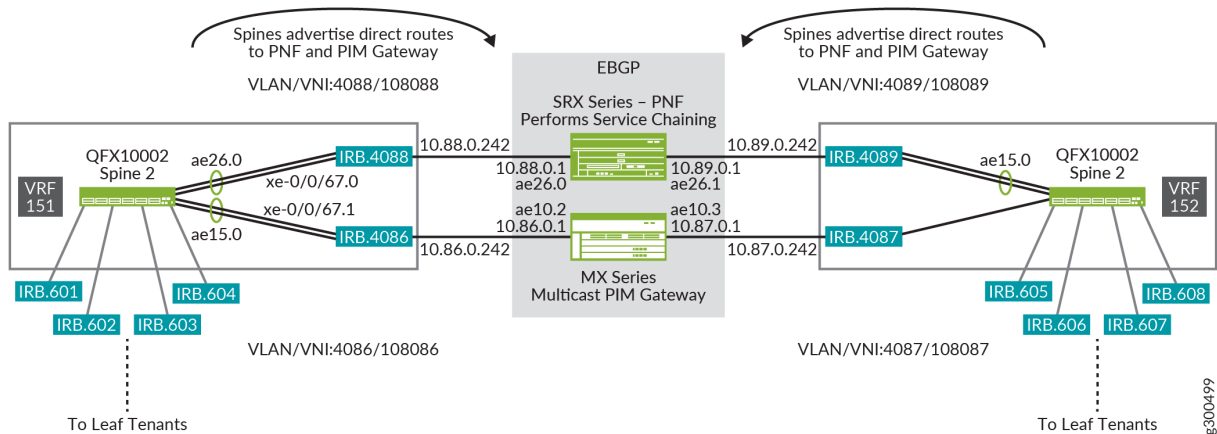 Spines advertise direct routes
to PNF and PIM Gateway
VLAN/VNI:4088/108088
Spines advertise direct routes
to PNF and PIM Gateway
VLAN/VNI:4089/108089
EBGP
SRX Series – PNF
Performs Service Chaining
QFX10002
Spine 2
VRF
151
ae26.0
xe-0/0/67.0
xe-0/0/67.1
ae15.0
IRB.4088
IRB.4086
10.88.0.242
10.86.0.242
10.88.0.1
ae26.0
10.89.0.1
ae26.1
ae10.2
10.86.0.1
ae10.3
10.87.0.1
MX Series
Multicast PIM Gateway
10.89.0.242
10.87.0.242
IRB.4089
IRB.4087
ae15.0
QFX10002
Spine 2
VRF
152
IRB.601
IRB.602
IRB.603
IRB.604
IRB.605
IRB.606
IRB.607
IRB.608
VLAN/VNI:4086/108086
VLAN/VNI:4087/108087
To Leaf Tenants
To Leaf Tenants
g300499